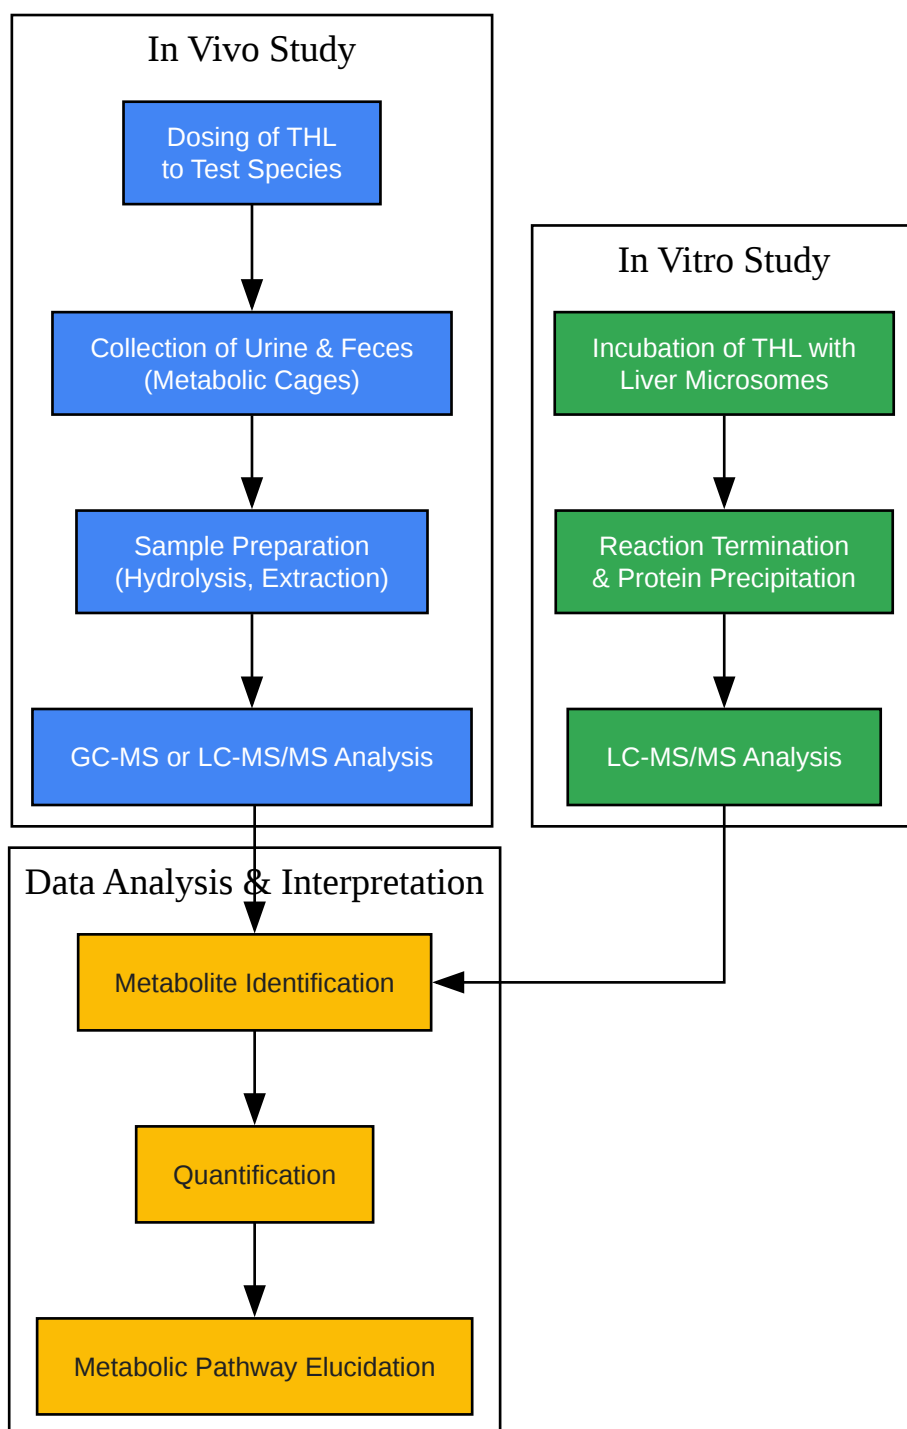 In Vivo Study
Dosing of THL
to Test Species
Collection of Urine & Feces
(Metabolic Cages)
Sample Preparation
(Hydrolysis, Extraction)
GC-MS or LC-MS/MS Analysis
In Vitro Study
Incubation of THL with
Liver Microsomes
Reaction Termination
& Protein Precipitation
LC-MS/MS Analysis
Data Analysis & Interpretation
Metabolite Identification
Quantification
Metabolic Pathway Elucidation